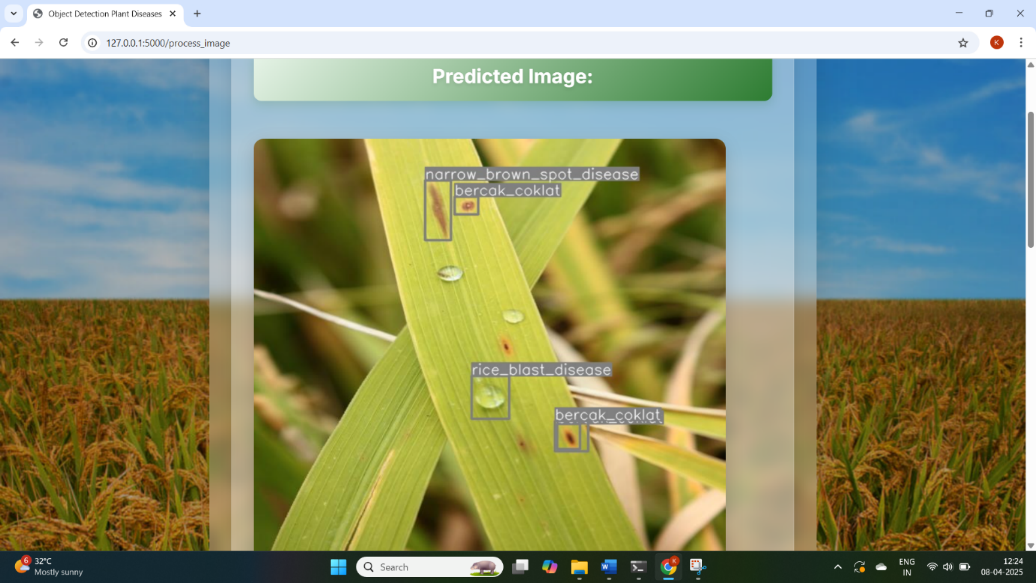 Object Detection Plant Diseases
127.0.0.1:5000/process_image
K
Predicted Image:
narrow_brown_spot_disease
bercak_coklat
rice_blast_disease
bercak_coklat
6
32°C
Mostly sunny
Search
ENG
IN
12:24
08-04-2025